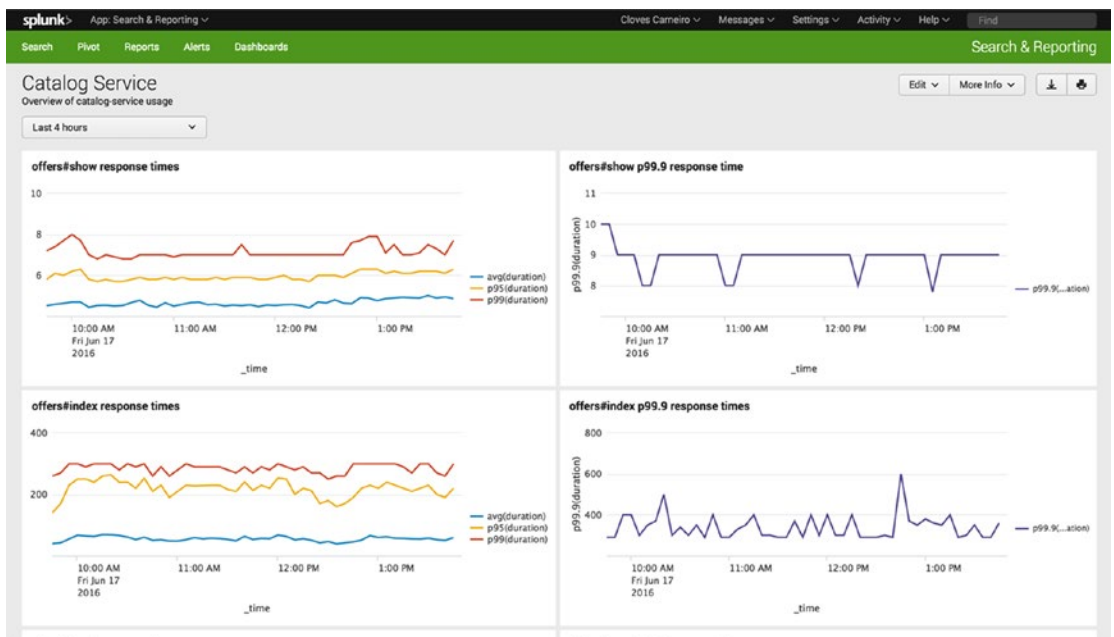 splunk> App: Search & Reporting Cloves Carneiro Messages Settings Activity Help Find
Search Pivot Reports Alerts Dashboards Search & Reporting
Catalog Service Edit More Info
Overview of catalog-service usage
Last 4 hours
offers#show response times
10
8
6
avg(duration)
p95(duration)
p99(duration)
10:00 AM 11:00 AM 12:00 PM 1:00 PM
Fri Jun 17
2016
_time
offers#show p99.9 response time
11
10
9
8
p99.9(duration)
p99.9(...ation)
10:00 AM 11:00 AM 12:00 PM 1:00 PM
Fri Jun 17
2016
_time
offers#index response times
400
200
avg(duration)
p95(duration)
p99(duration)
10:00 AM 11:00 AM 12:00 PM 1:00 PM
Fri Jun 17
2016
_time
offers#index p99.9 response times
800
600
400
p99.9(duration)
p99.9(...ation)
10:00 AM 11:00 AM 12:00 PM 1:00 PM
Fri Jun 17
2016
_time